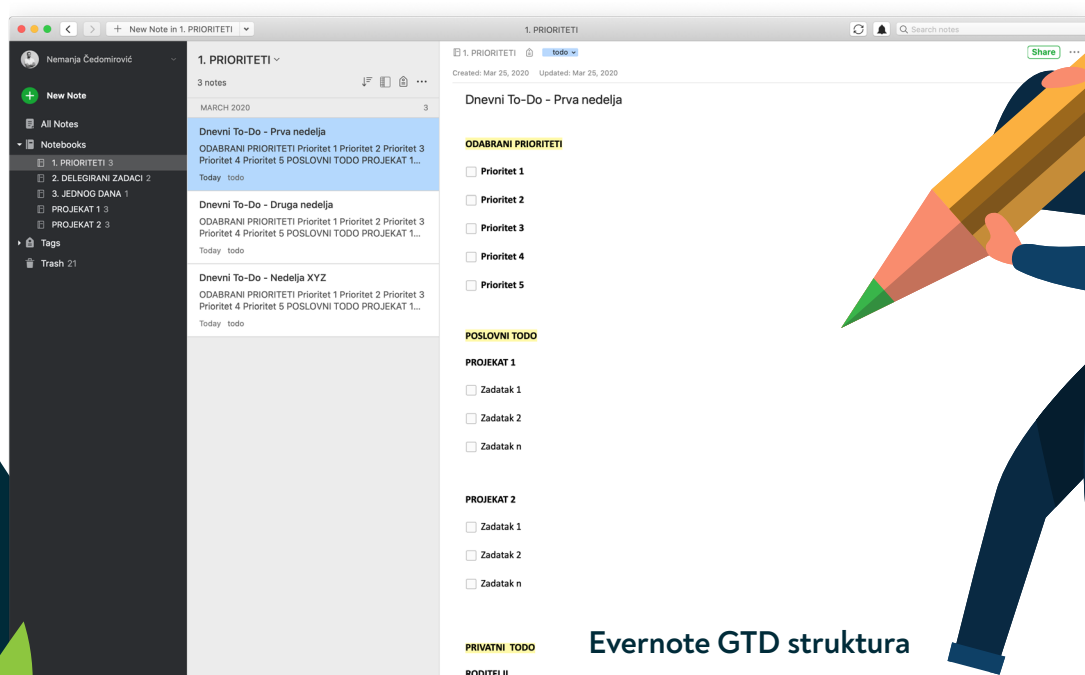 New Note in 1. PRIORITETI
1. PRIORITETI
Search notes
Nemanja Čedomirović
New Note
All Notes
Notebooks
1. PRIORITETI 3
2. DELEGIRANI ZADACI 2
3. JEDNOG DANA 1
PROJEKAT 1 3
PROJEKAT 2 3
Tags
Trash 21
1. PRIORITETI
3 notes
MARCH 2020 3
Dnevni To-Do - Prva nedelja
ODABRANI PRIORITETI Prioritet 1 Prioritet 2 Prioritet 3
Prioritet 4 Prioritet 5 POSLOVNI TODO PROJEKAT 1...
Today todo
Dnevni To-Do - Druga nedelja
ODABRANI PRIORITETI Prioritet 1 Prioritet 2 Prioritet 3
Prioritet 4 Prioritet 5 POSLOVNI TODO PROJEKAT 1...
Today todo
Dnevni To-Do - Nedelja XYZ
ODABRANI PRIORITETI Prioritet 1 Prioritet 2 Prioritet 3
Prioritet 4 Prioritet 5 POSLOVNI TODO PROJEKAT 1...
Today todo
1. PRIORITETI todo
Share
Created: Mar 25, 2020 Updated: Mar 25, 2020
Dnevni To-Do - Prva nedelja
ODABRANI PRIORITETI
Prioritet 1
Prioritet 2
Prioritet 3
Prioritet 4
Prioritet 5
POSLOVNI TODO
PROJEKAT 1
Zadatak 1
Zadatak 2
Zadatak n
PROJEKAT 2
Zadatak 1
Zadatak 2
Zadatak n
PRIVATNI TODO
RODITELJI
Evernote GTD struktura